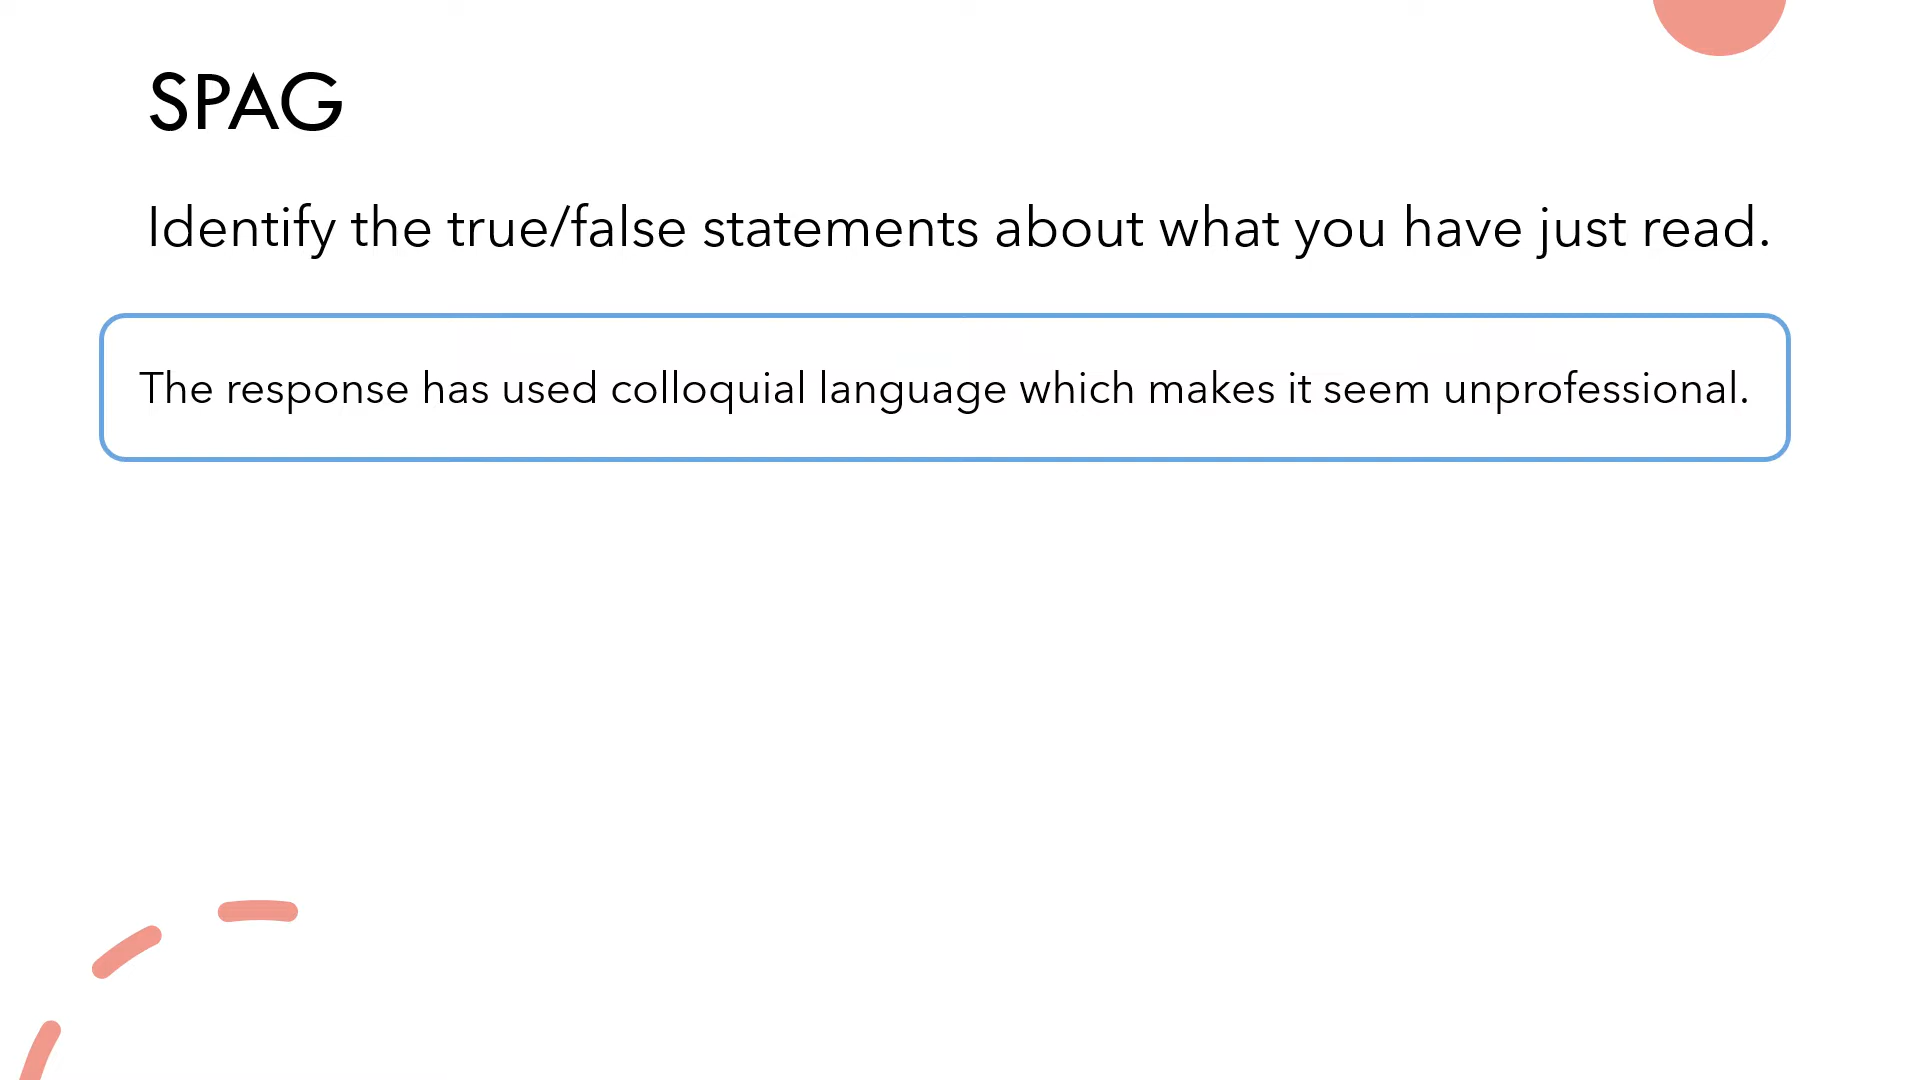 SPAG
Identify the true/false statements about what you have just read.
The response has used colloquial language which makes it seem unprofessional.